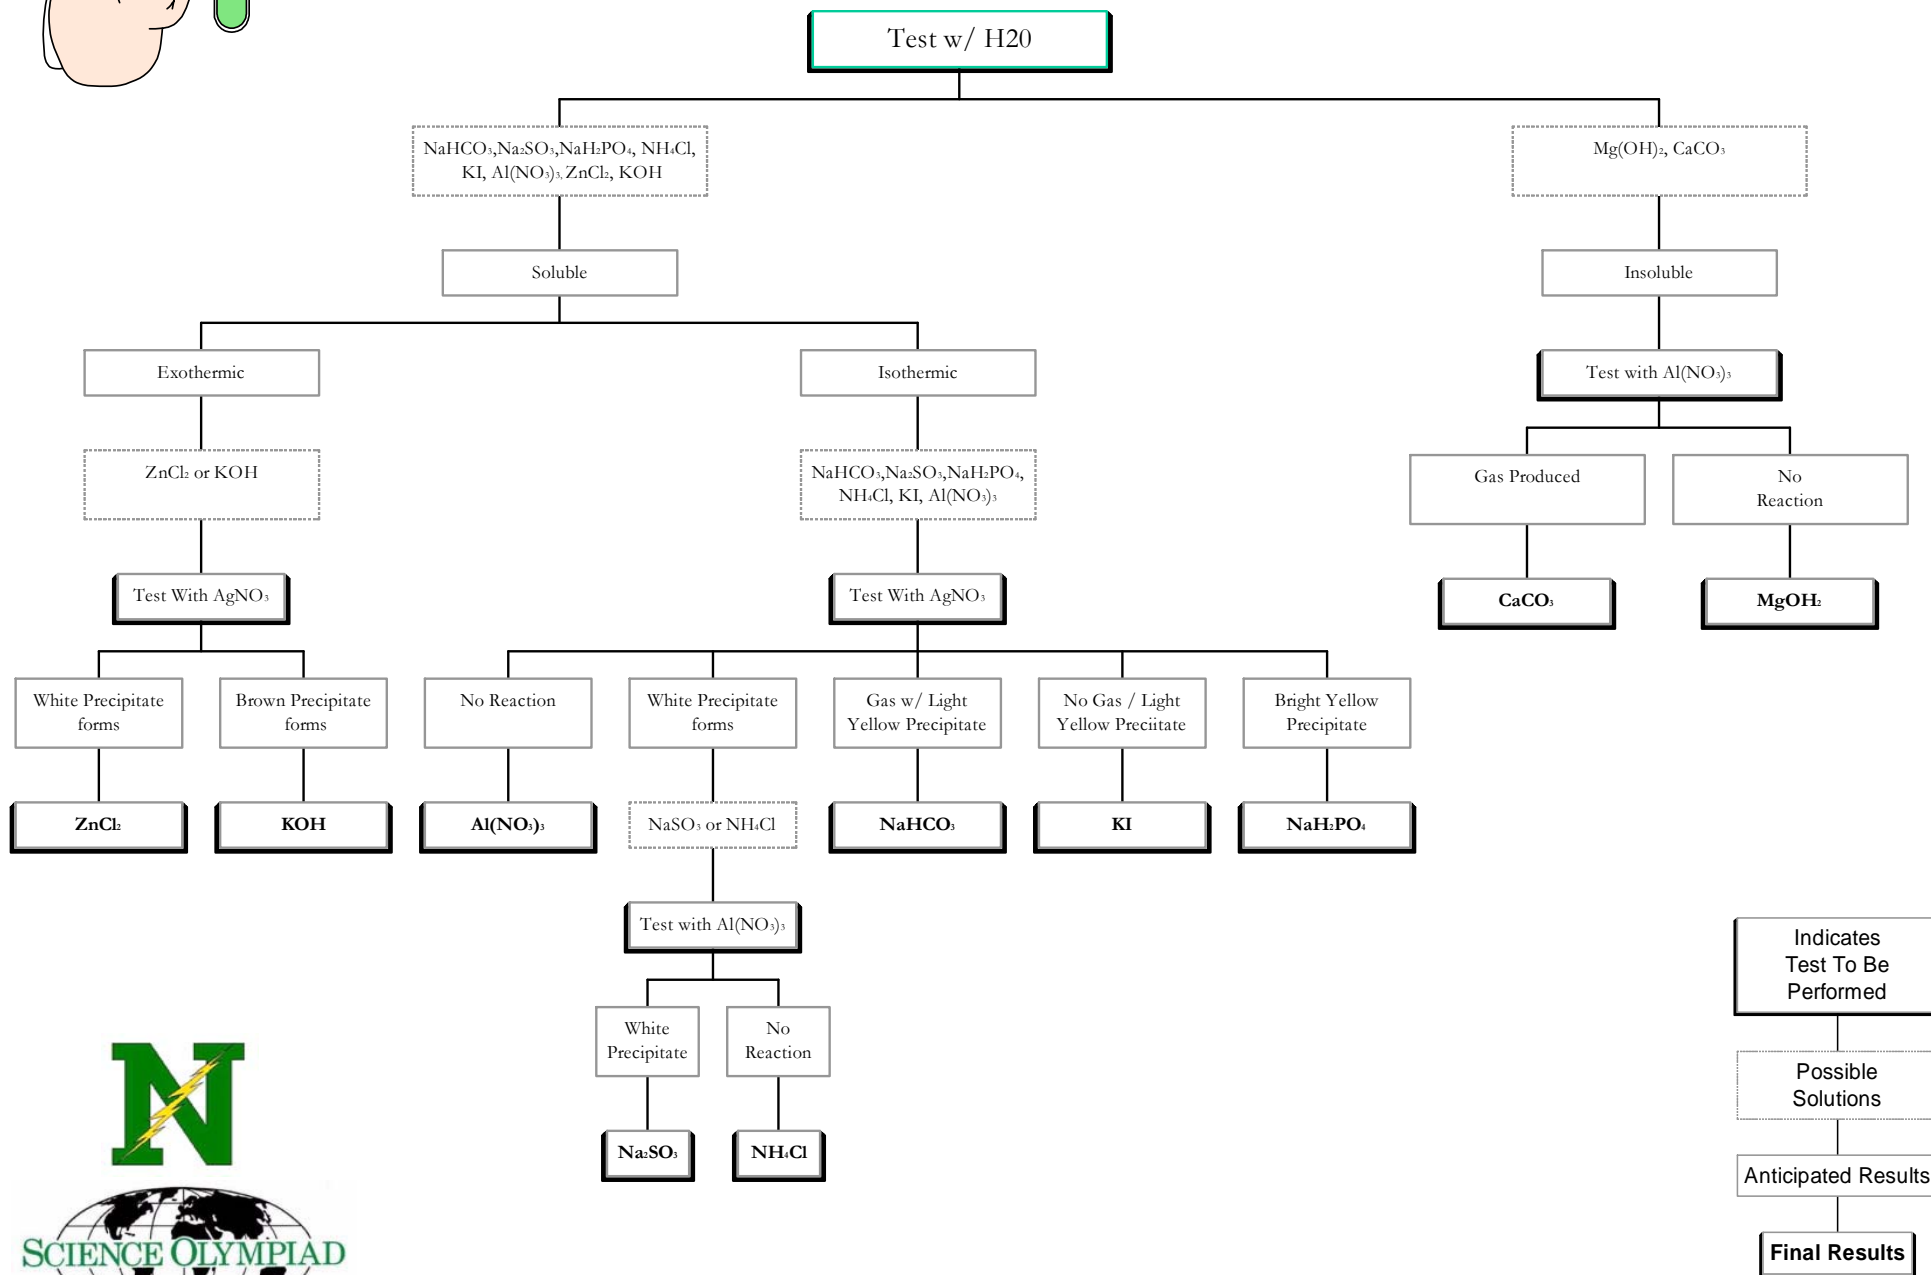 Test w/ H20
NaHCO₃,Na₂SO₃,NaH₂PO₄, NH₄Cl,
KI, Al(NO₃)₃, ZnCl₂, KOH
Mg(OH)₂, CaCO₃
Soluble
Insoluble
Exothermic
Isothermic
Test with Al(NO₃)₃
ZnCl₂ or KOH
NaHCO₃,Na₂SO₃,NaH₂PO₄,
NH₄Cl, KI, Al(NO₃)₃
Gas Produced
No
Reaction
Test With AgNO₃
Test With AgNO₃
CaCO₃
MgOH₂
White Precipitate
forms
Brown Precipitate
forms
No Reaction
White Precipitate
forms
Gas w/ Light
Yellow Precipitate
No Gas / Light
Yellow Preciitate
Bright Yellow
Precipitate
ZnCl₂
KOH
Al(NO₃)₃
NaSO₃ or NH₄Cl
NaHCO₃
KI
NaH₂PO₄
Test with Al(NO₃)₃
White
Precipitate
No
Reaction
Na₂SO₃
NH₄Cl
Indicates
Test To Be
Performed
Possible
Solutions
Anticipated Results
Final Results
N
SCIENCE OLYMPIAD